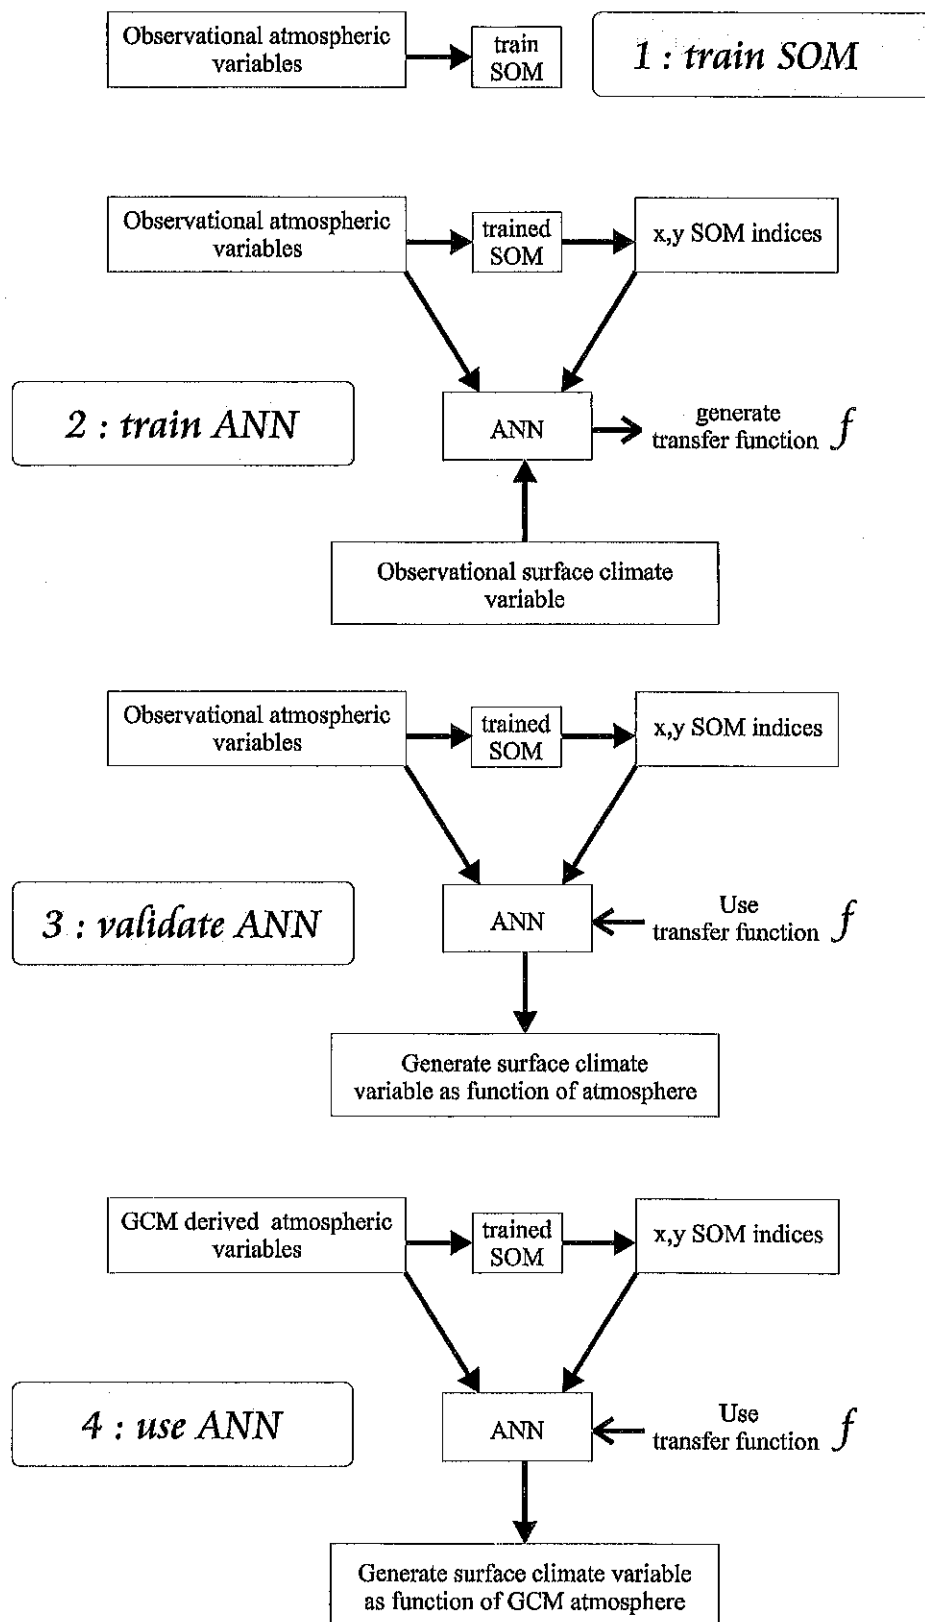 Observational atmospheric
variables
train
SOM
1 : train SOM
Observational atmospheric
variables
trained
SOM
x,y SOM indices
2 : train ANN
ANN
generate
transfer function f
Observational surface climate
variable
Observational atmospheric
variables
trained
SOM
x,y SOM indices
3 : validate ANN
ANN
Use
transfer function f
Generate surface climate
variable as function of atmosphere
GCM derived atmospheric
variables
trained
SOM
x,y SOM indices
4 : use ANN
ANN
Use
transfer function f
Generate surface climate variable
as function of GCM atmosphere